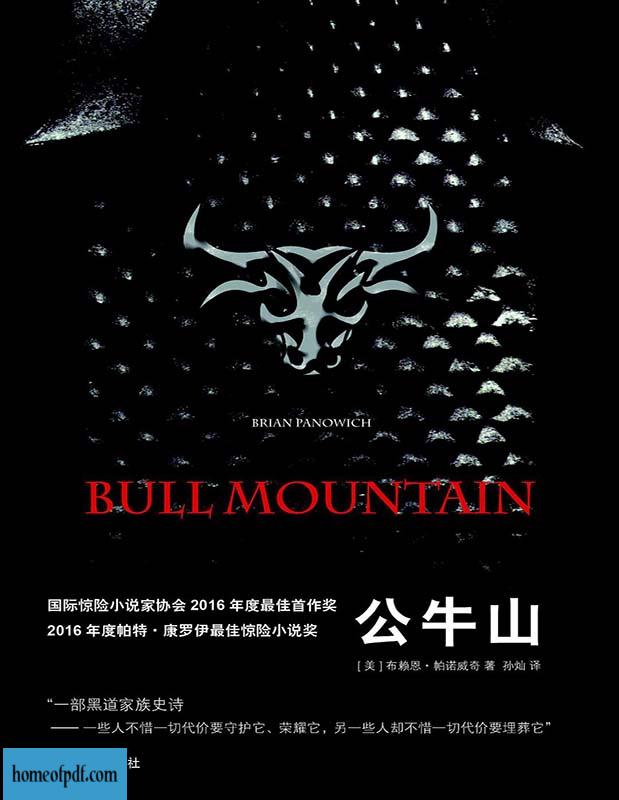 BRIAN PANOWICH
BULL MOUNTAIN
国际惊险小说家协会 2016 年度最佳首作奖
2016 年度帕特·康罗伊最佳惊险小说奖
公牛山
[美]布赖恩·帕诺威奇 著 孙灿 译
“一部黑道家族史诗
—— 一些人不惜一切代价要守护它、荣耀它，另一些人却不惜一切代价要埋葬它”
社
homeofpdf.com